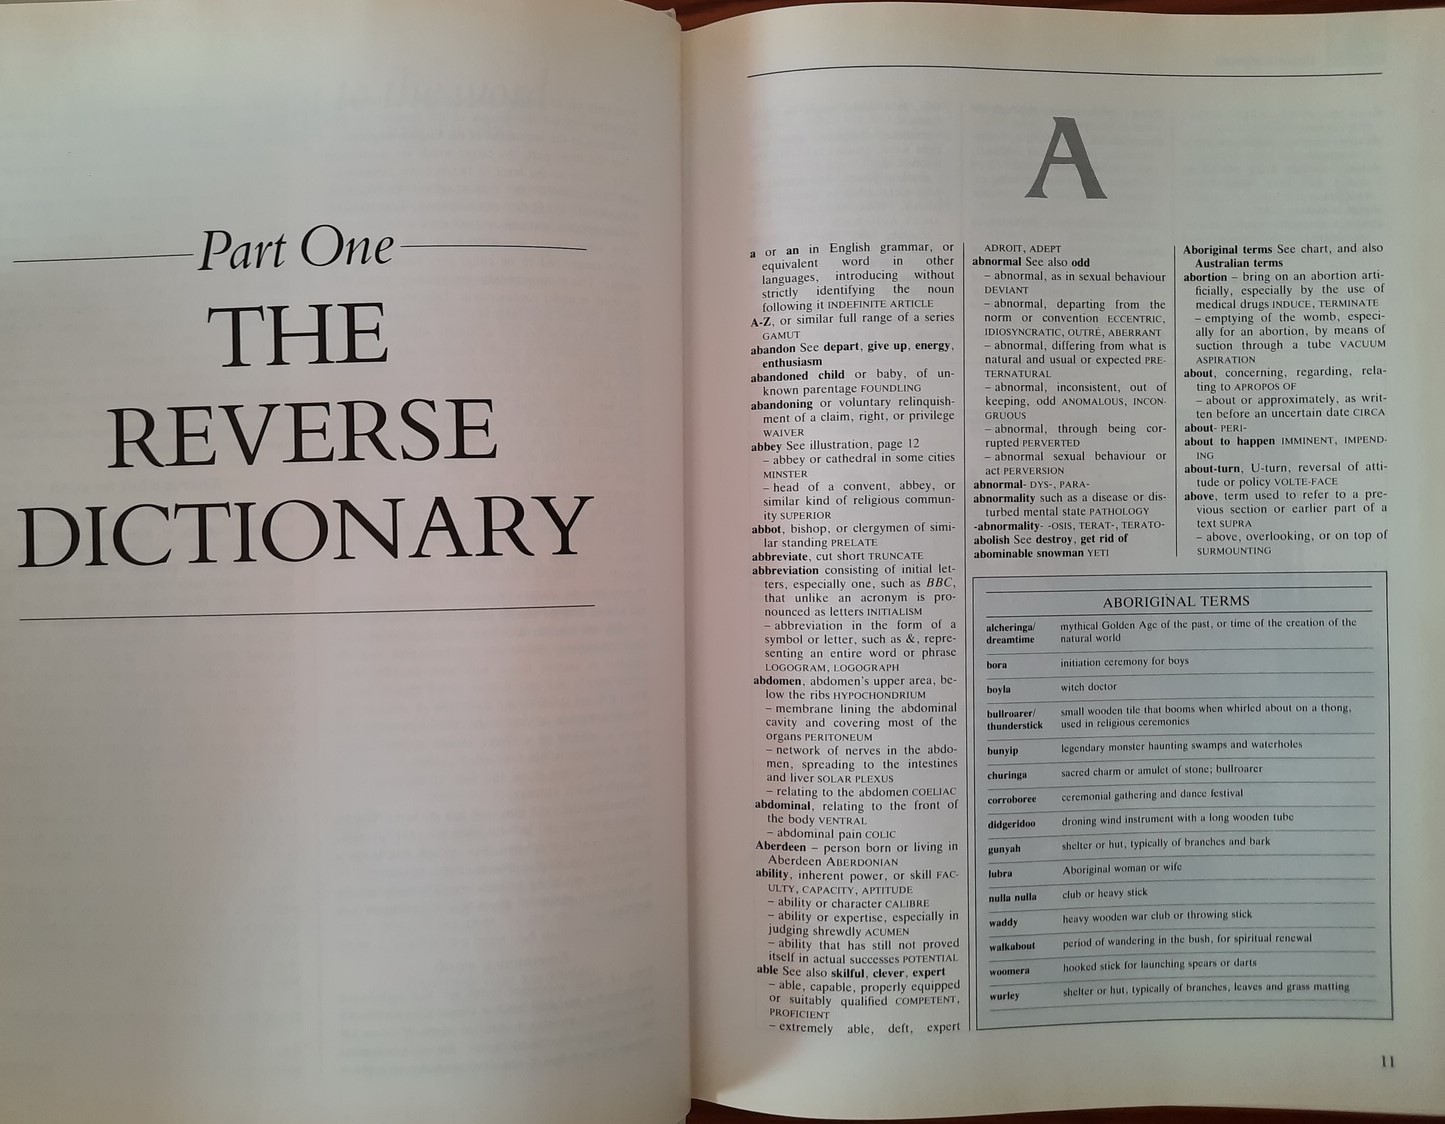 Part One
THE
REVERSE
DICTIONARY
A
a or an in English grammar, or
equivalent word in other
languages, introducing without
strictly identifying the noun
following it INDEFINITE ARTICLE
A-Z, or similar full range of a series
GAMUT
abandon See depart, give up, energy,
enthusiasm
abandoned child or baby, of un-
known parentage FOUNDLING
abandoning or voluntary relinquish-
ment of a claim, right, or privilege
WAIVER
abbey See illustration, page 12
– abbey or cathedral in some cities
MINSTER
– head of a convent, abbey, or
similar kind of religious commun-
ity SUPERIOR
abbot, bishop, or clergymen of simi-
lar standing PRELATE
abbreviate, cut short TRUNCATE
abbreviation consisting of initial let-
ters, especially one, such as BBC,
that unlike an acronym is pro-
nounced as letters INITIALISM
– abbreviation in the form of a
symbol or letter, such as &, repre-
senting an entire word or phrase
LOGOGRAM, LOGOGRAPH
abdomen, abdomen's upper area, be-
low the ribs HYPOCHONDRIUM
– membrane lining the abdominal
cavity and covering most of the
organs PERITONEUM
– network of nerves in the abdo-
men, spreading to the intestines
and liver SOLAR PLEXUS
– relating to the abdomen COELIAC
abdominal, relating to the front of
the body VENTRAL
– abdominal pain COLIC
Aberdeen – person born or living in
Aberdeen ABERDONIAN
ability, inherent power, or skill FAC-
ULTY, CAPACITY, APTITUDE
– ability or character CALIBRE
– ability or expertise, especially in
judging shrewdly ACUMEN
– ability that has still not proved
itself in actual successes POTENTIAL
able See also skilful, clever, expert
– able, capable, properly equipped
or suitably qualified COMPETENT,
PROFICIENT
– extremely able, deft, expert
ADROIT, ADEPT
abnormal See also odd
– abnormal, as in sexual behaviour
DEVIANT
– abnormal, departing from the
norm or convention ECCENTRIC,
IDIOSYNCRATIC, OUTRÉ, ABERRANT
– abnormal, differing from what is
natural and usual or expected PRE-
TERNATURAL
– abnormal, inconsistent, out of
keeping, odd ANOMALOUS, INCON-
GRUOUS
– abnormal, through being cor-
rupted PERVERTED
– abnormal sexual behaviour or
act PERVERSION
abnormal- DYS-, PARA-
abnormality such as a disease or dis-
turbed mental state PATHOLOGY
-abnormality- -OSIS, TERAT-, TERATO-
abolish See destroy, get rid of
abominable snowman YETI
Aboriginal terms See chart, and also
Australian terms
abortion – bring on an abortion arti-
ficially, especially by the use of
medical drugs INDUCE, TERMINATE
– emptying of the womb, especi-
ally for an abortion, by means of
suction through a tube VACUUM
ASPIRATION
about, concerning, regarding, rela-
ting to APROPOS OF
– about or approximately, as writ-
ten before an uncertain date CIRCA
about- PERI-
about to happen IMMINENT, IMPEND-
ING
about-turn, U-turn, reversal of atti-
tude or policy VOLTE-FACE
above, term used to refer to a pre-
vious section or earlier part of a
text SUPRA
– above, overlooking, or on top of
SURMOUNTING
ABORIGINAL TERMS
alcheringa/ mythical Golden Age of the past, or time of the creation of the
dreamtime natural world
bora initiation ceremony for boys
boyla witch doctor
bullroarer/ small wooden tile that booms when whirled about on a thong,
thunderstick used in religious ceremonies
bunyip legendary monster haunting swamps and waterholes
churinga sacred charm or amulet of stone; bullroarer
corroboree ceremonial gathering and dance festival
didgeridoo droning wind instrument with a long wooden tube
gunyah shelter or hut, typically of branches and bark
lubra Aboriginal woman or wife
nulla nulla club or heavy stick
waddy heavy wooden war club or throwing stick
walkabout period of wandering in the bush, for spiritual renewal
woomera hooked stick for launching spears or darts
wurley shelter or hut, typically of branches, leaves and grass matting
11